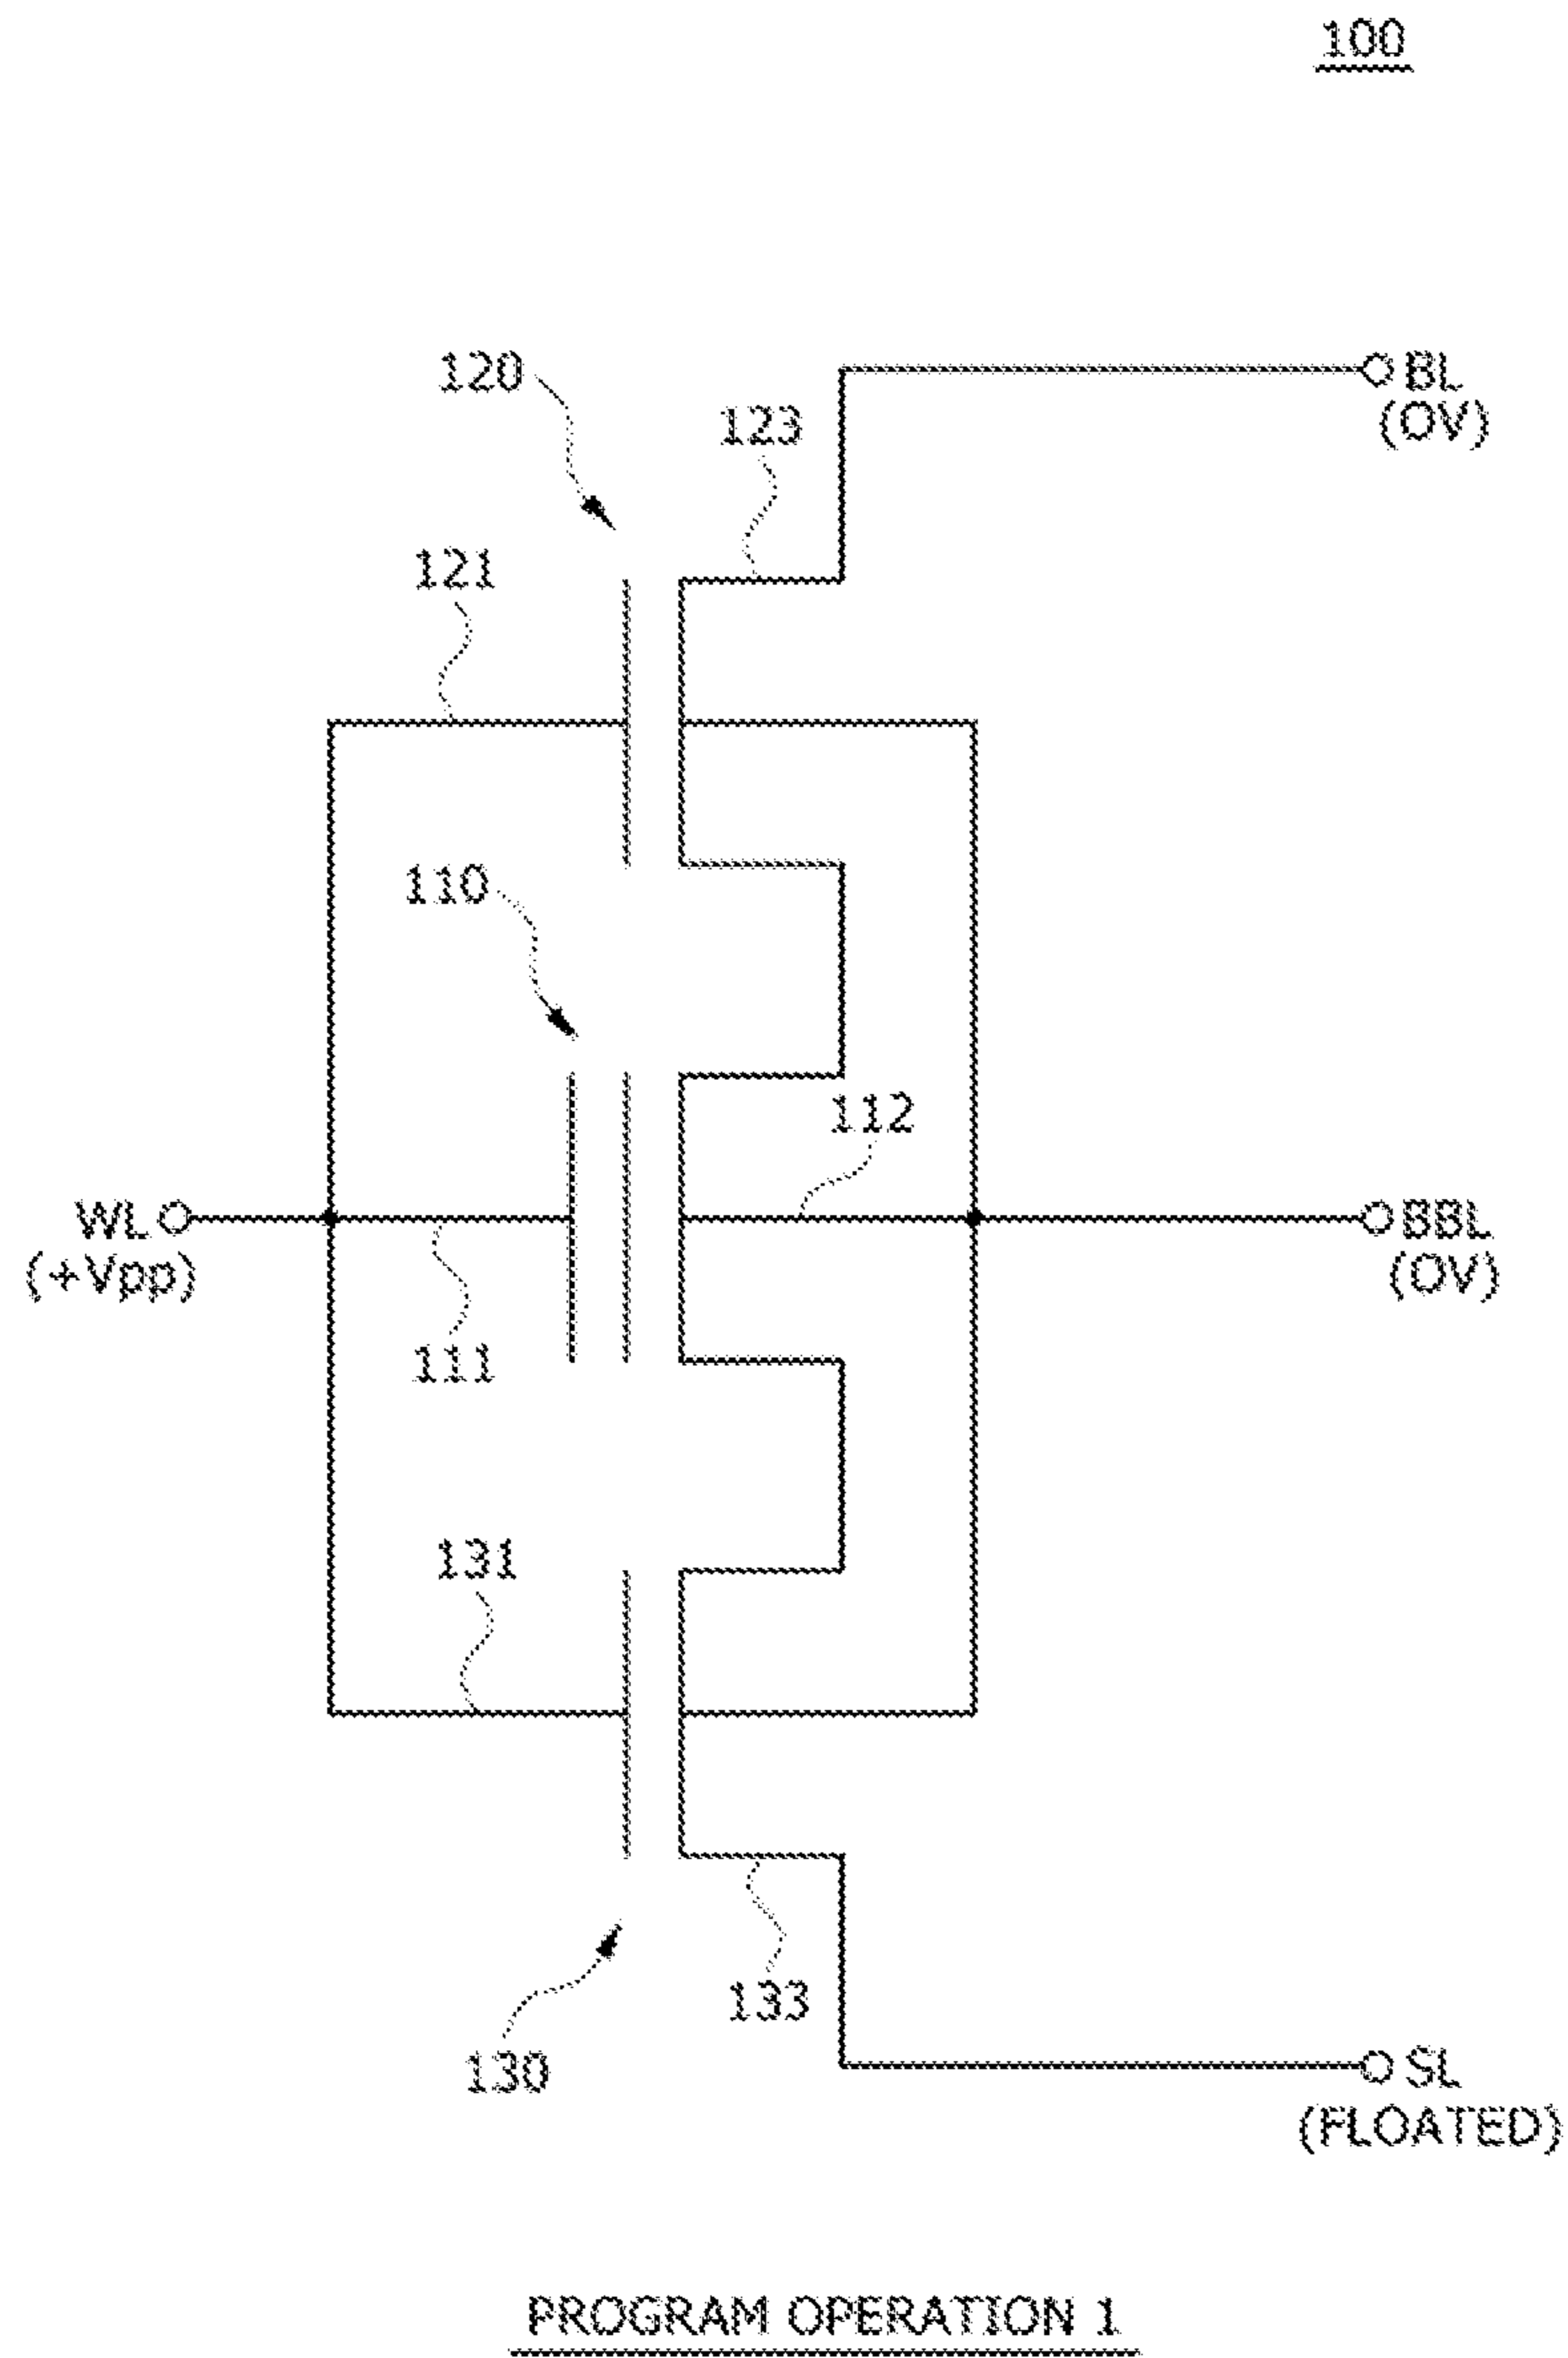 100
120
BL
(0V)
123
121
110
112
WL
(+Vpp)
BBL
(0V)
111
131
133
130
SL
(FLOATED)
PROGRAM OPERATION 1